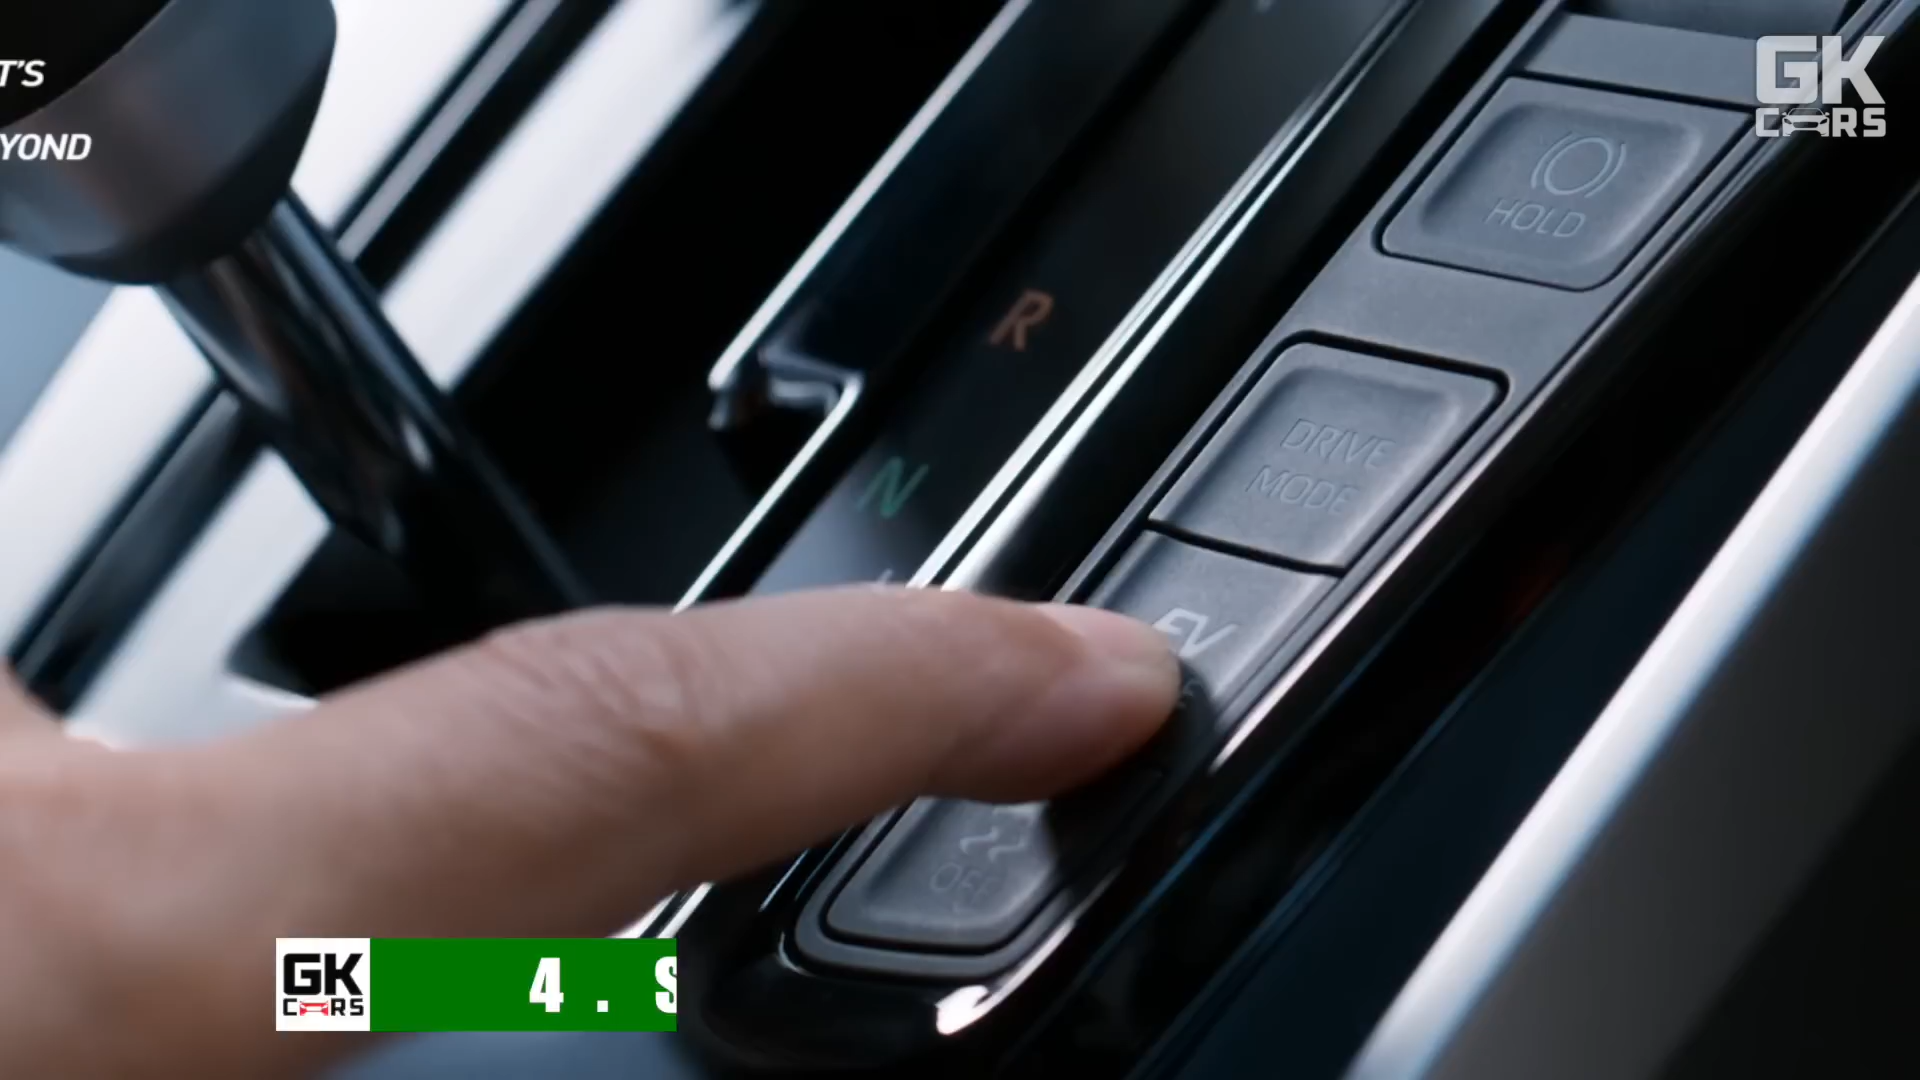 T'S
YOND
GK
CARS
HOLD
R
DRIVE
MODE
N
EV
OFF
GK
CARS
4 . S